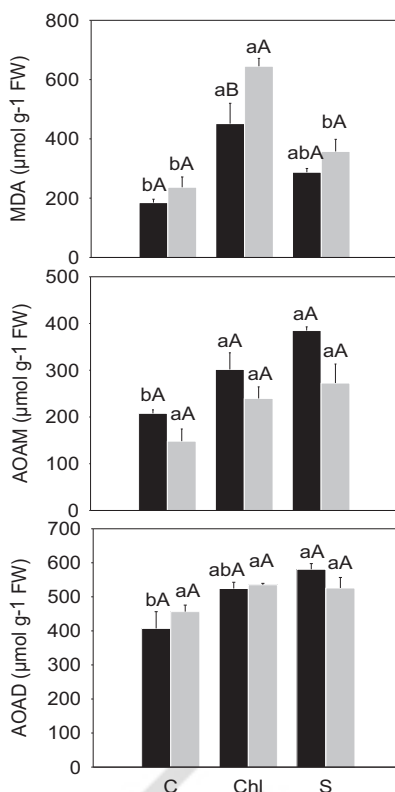 800
600
400
200
0
MDA (µmol g-1 FW)
bA bA aB aA abA bA
500
400
300
200
100
0
AOAM (µmol g-1 FW)
bA aA aA aA aA aA
700
600
500
400
300
200
100
0
AOAD (µmol g-1 FW)
bA aA abA aA aA aA
C Chl S